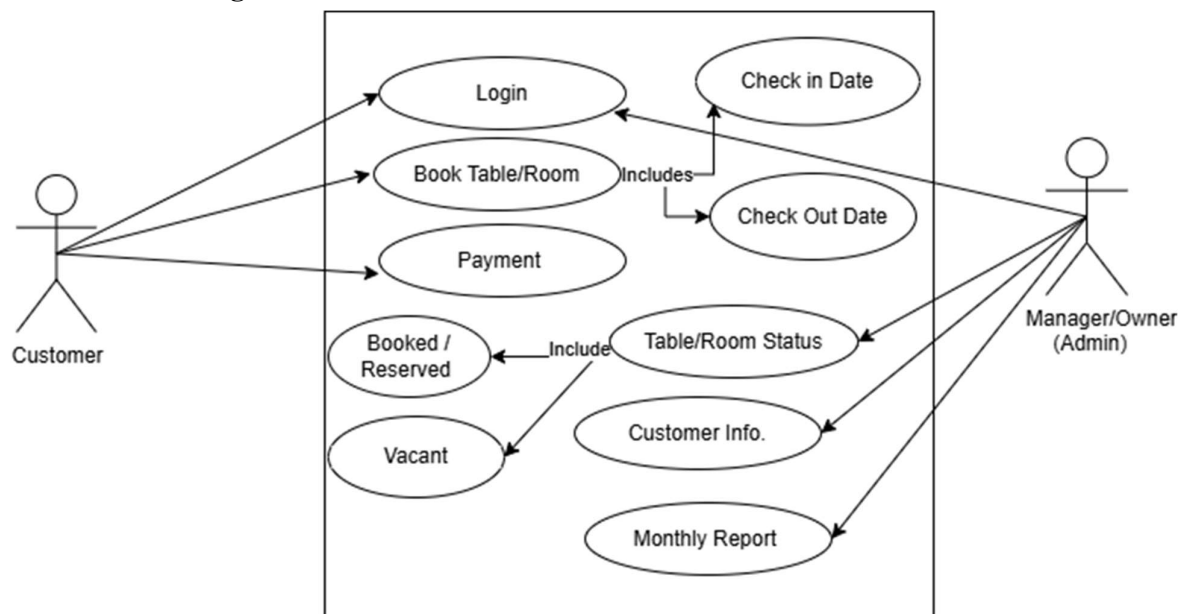 Login
Check in Date
Book Table/Room
Includes
Check Out Date
Payment
Customer
Booked /
Reserved
Include
Table/Room Status
Manager/Owner
(Admin)
Vacant
Customer Info.
Monthly Report